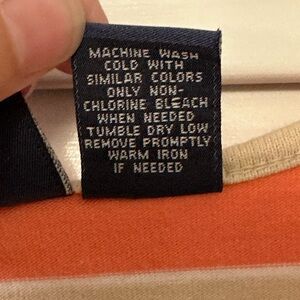 MACHINE WASH
COLD WITH
SIMILAR COLORS
ONLY NON-
CHLORINE BLEACH
WHEN NEEDED
TUMBLE DRY LOW
REMOVE PROMPTLY
WARM IRON
IF NEEDED